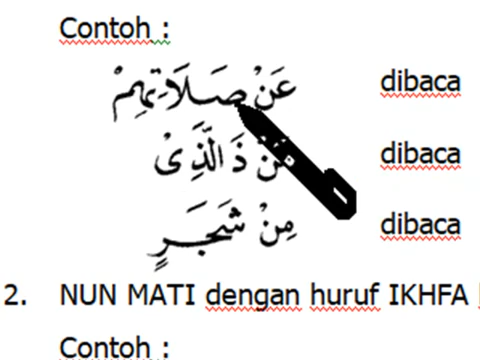 Contoh :
عَنْ صَلَاتِهِمْ dibaca
مَنْ ذَالَّذِىْ dibaca
مِنْ شَجَرٍ dibaca
2. NUN MATI dengan huruf IKHFA
Contoh :